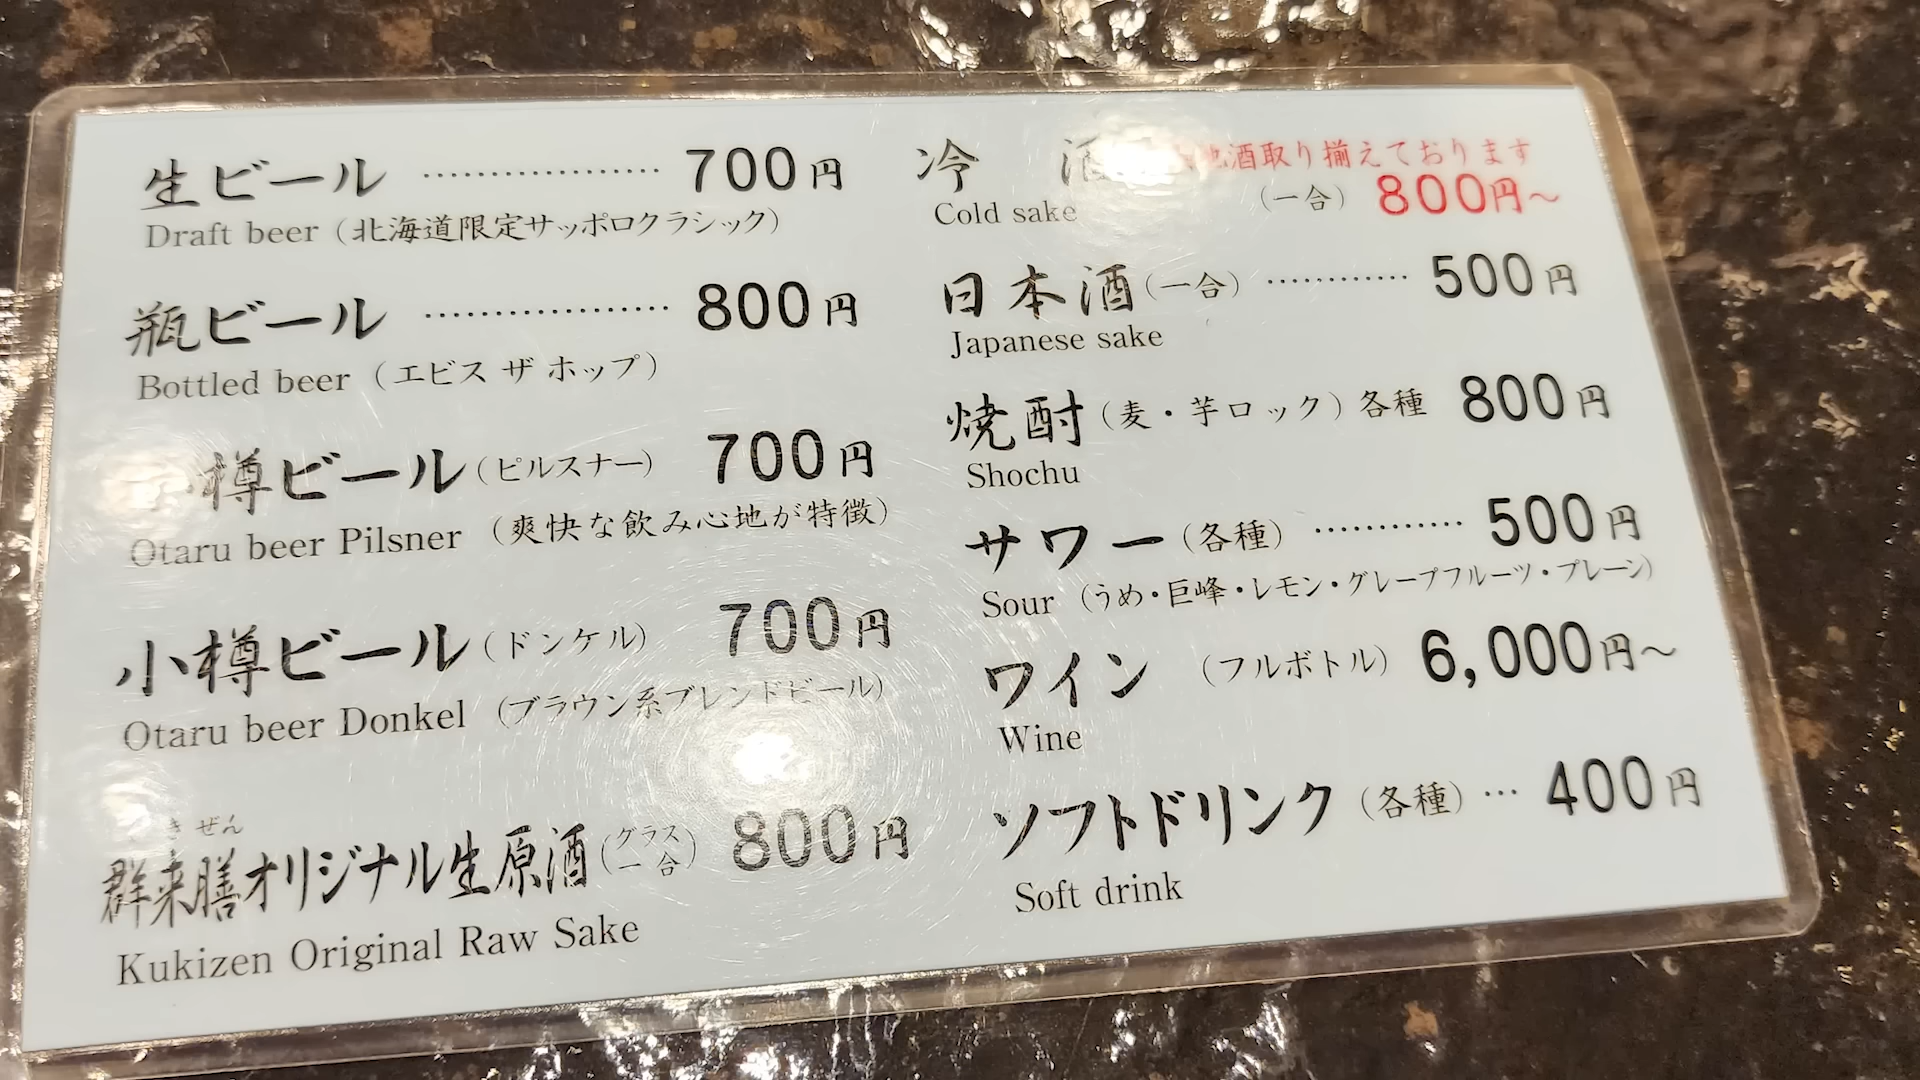 生ビール ‥‥‥‥‥‥‥ 700円
Draft beer（北海道限定サッポロクラシック）
瓶ビール ‥‥‥‥‥‥‥ 800円
Bottled beer（エビス ザ ホップ）
樽ビール（ピルスナー） 700円
Otaru beer Pilsner（爽快な飲み心地が特徴）
小樽ビール（ドンケル） 700円
Otaru beer Donkel（ブラウン系ブレンドビール）
きぜん
群来膳オリジナル生原酒（グラス一合） 800円
Kukizen Original Raw Sake
冷 酒 地酒取り揃えております
Cold sake （一合） 800円～
日本酒（一合）‥‥‥‥ 500円
Japanese sake
焼酎（麦・芋ロック）各種 800円
Shochu
サワー（各種）‥‥‥‥ 500円
Sour（うめ・巨峰・レモン・グレープフルーツ・プレーン）
ワイン （フルボトル） 6,000円～
Wine
ソフトドリンク（各種）… 400円
Soft drink